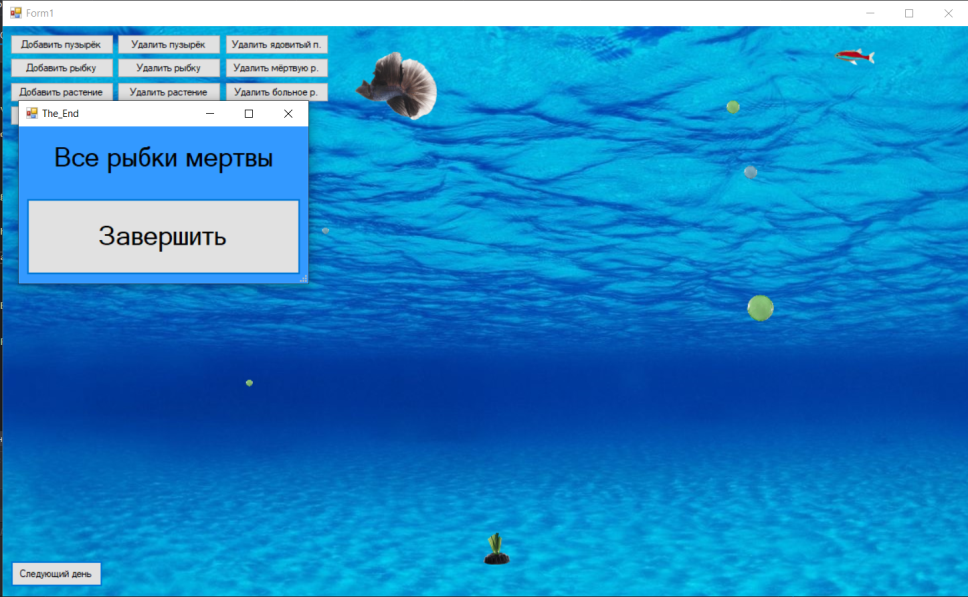 Form1
Добавить пузырёк Удалить пузырёк Удалить ядовитый п.
Добавить рыбку Удалить рыбку Удалить мёртвую р.
Добавить растение Удалить растение Удалить больное р.
The_End
Все рыбки мертвы
Завершить
Следующий день